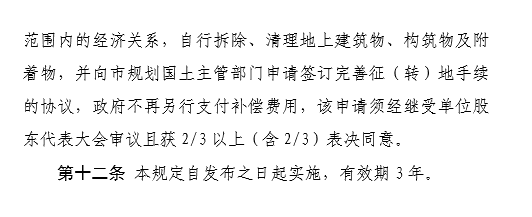 范围内的经济关系，自行拆除、清理地上建筑物、构筑物及附
着物，并向市规划国土主管部门申请签订完善征（转）地手续
的协议，政府不再另行支付补偿费用，该申请须经继受单位股
东代表大会审议且获 2/3 以上（含 2/3）表决同意。
第十二条 本规定自发布之日起实施，有效期 3 年。